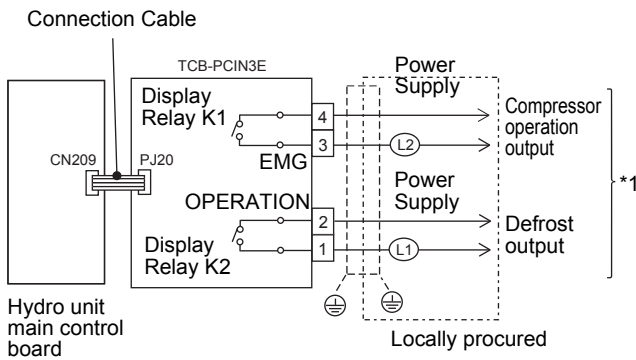 Connection Cable
TCB-PCIN3E
Power
Supply
Display
Relay K1
4
Compressor
operation
output
3
L2
EMG
CN209
PJ20
*1
OPERATION
Power
Supply
2
Defrost
output
Display
Relay K2
1
L1
Hydro unit
main control
board
Locally procured